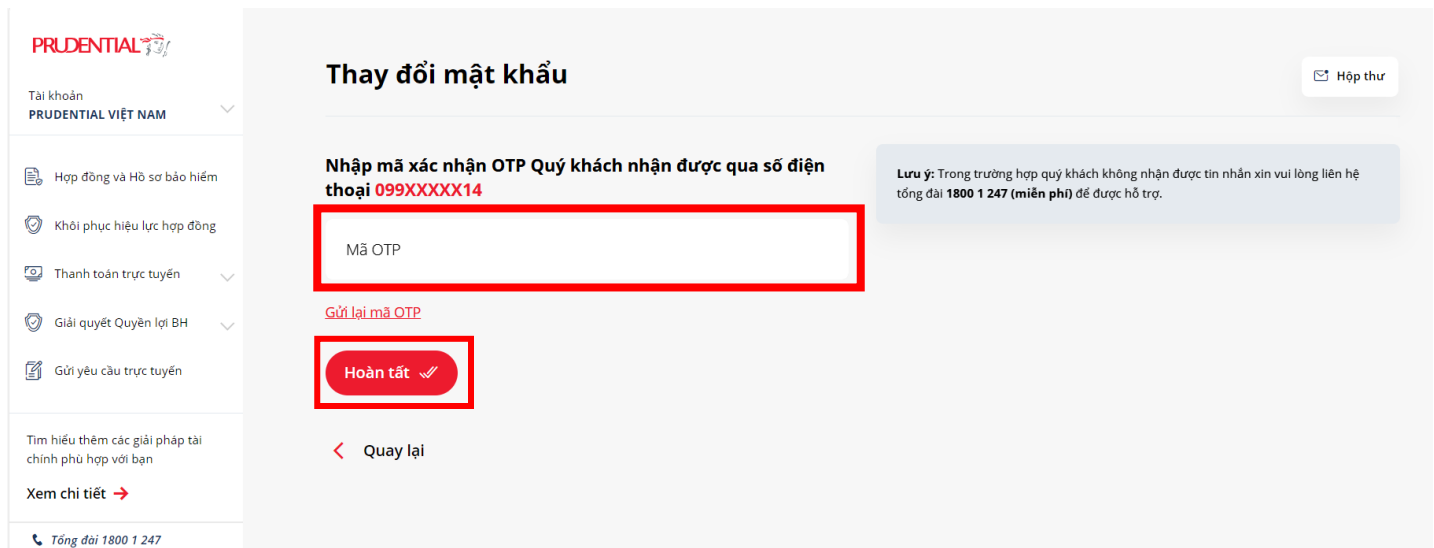 PRUDENTIAL
Tài khoản
PRUDENTIAL VIỆT NAM
Hợp đồng và Hồ sơ bảo hiểm
Khôi phục hiệu lực hợp đồng
Thanh toán trực tuyến
Giải quyết Quyền lợi BH
Gửi yêu cầu trực tuyến
Tìm hiểu thêm các giải pháp tài
chính phù hợp với bạn
Xem chi tiết
Tổng đài 1800 1 247
Thay đổi mật khẩu
Hộp thư
Nhập mã xác nhận OTP Quý khách nhận được qua số điện
thoại 099XXXXX14
Mã OTP
Gửi lại mã OTP
Hoàn tất
Quay lại
Lưu ý: Trong trường hợp quý khách không nhận được tin nhắn xin vui lòng liên hệ
tổng đài 1800 1 247 (miễn phí) để được hỗ trợ.